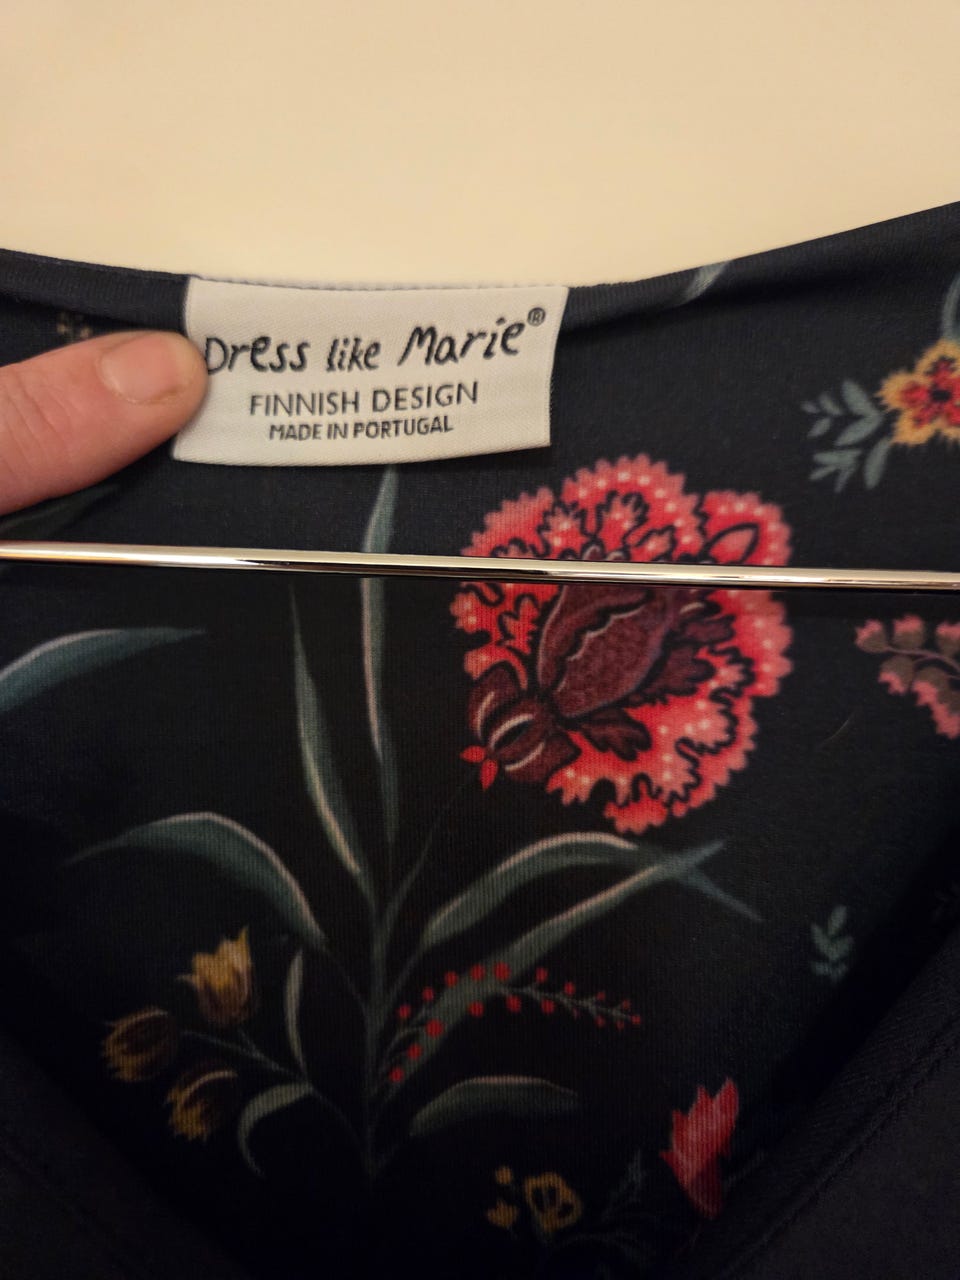 Dress like Marie®
FINNISH DESIGN
MADE IN PORTUGAL